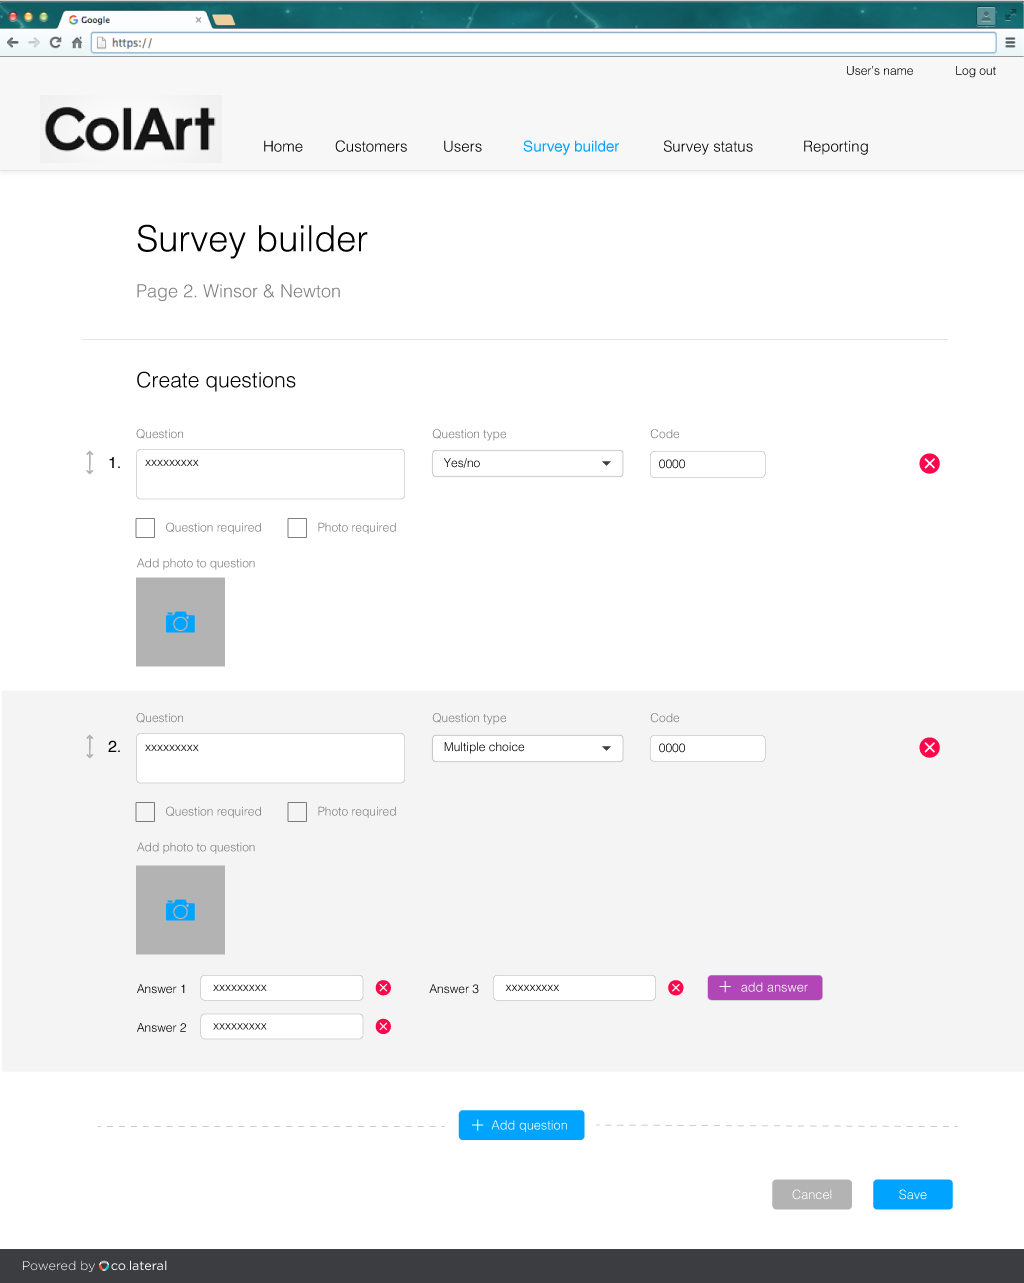 Google
https://
User's name Log out
ColArt
Home Customers Users Survey builder Survey status Reporting
Survey builder
Page 2. Winsor & Newton
Create questions
Question Question type Code
1. xxxxxxxxx Yes/no 0000
Question required Photo required
Add photo to question
Question Question type Code
2. xxxxxxxxx Multiple choice 0000
Question required Photo required
Add photo to question
Answer 1 xxxxxxxxx Answer 3 xxxxxxxxx + add answer
Answer 2 xxxxxxxxx
+ Add question
Cancel Save
Powered by co.lateral